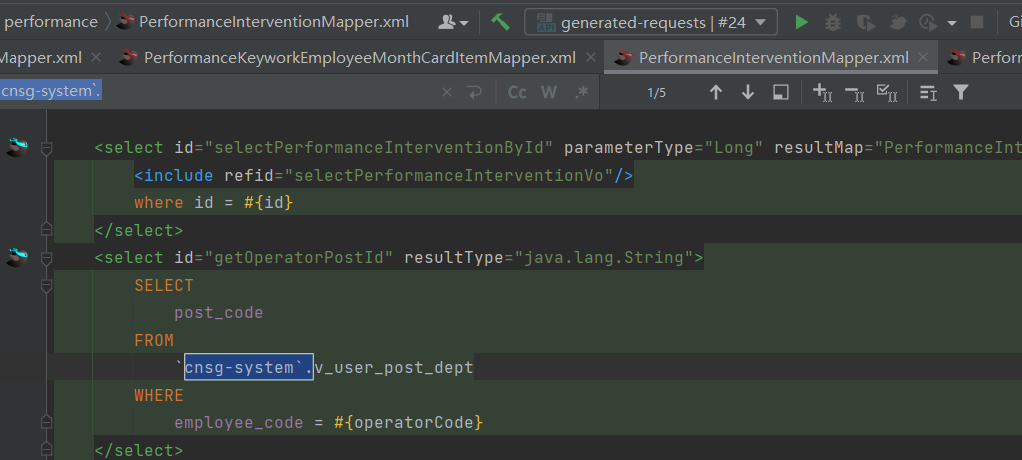 performance PerformanceInterventionMapper.xml generated-requests | #24 Gi
Mapper.xml PerformanceKeyworkEmployeeMonthCardItemMapper.xml PerformanceInterventionMapper.xml Perform
cnsg-system`. Cc W .* 1/5
<select id="selectPerformanceInterventionById" parameterType="Long" resultMap="PerformanceInt
<include refid="selectPerformanceInterventionVo"/>
where id = #{id}
</select>
<select id="getOperatorPostId" resultType="java.lang.String">
SELECT
post_code
FROM
`cnsg-system`.v_user_post_dept
WHERE
employee_code = #{operatorCode}
</select>